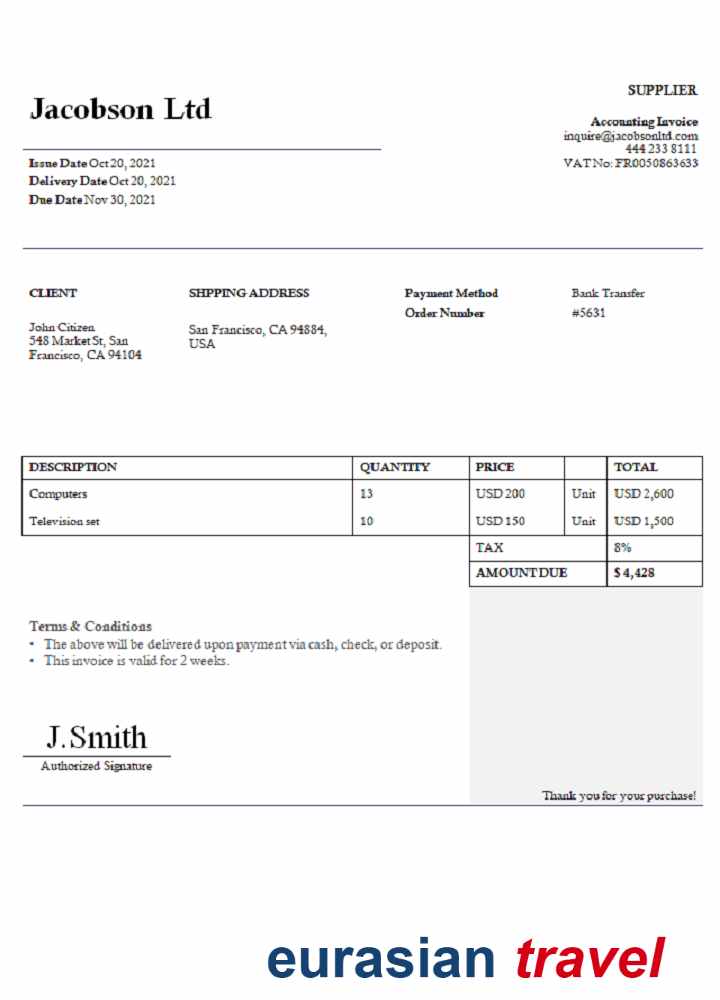 Jacobson Ltd
SUPPLIER
Accounting Invoice
inquire@jacobsonltd.com
444 233 8111
VAT No: FR0050863633
Issue Date Oct 20, 2021
Delivery Date Oct 20, 2021
Due Date Nov 30, 2021
CLIENT
John Citizen
548 Market St, San
Francisco, CA 94104
SHPPING ADDRESS
San Francisco, CA 94884,
USA
Payment Method Bank Transfer
Order Number #5631
DESCRIPTION QUANTITY PRICE TOTAL
Computers 13 USD 200 Unit USD 2,600
Television set 10 USD 150 Unit USD 1,500
TAX 8%
AMOUNT DUE $ 4,428
Terms & Conditions
• The above will be delivered upon payment via cash, check, or deposit.
• This invoice is valid for 2 weeks.
J. Smith
Authorized Signature
Thank you for your purchase!
eurasian travel